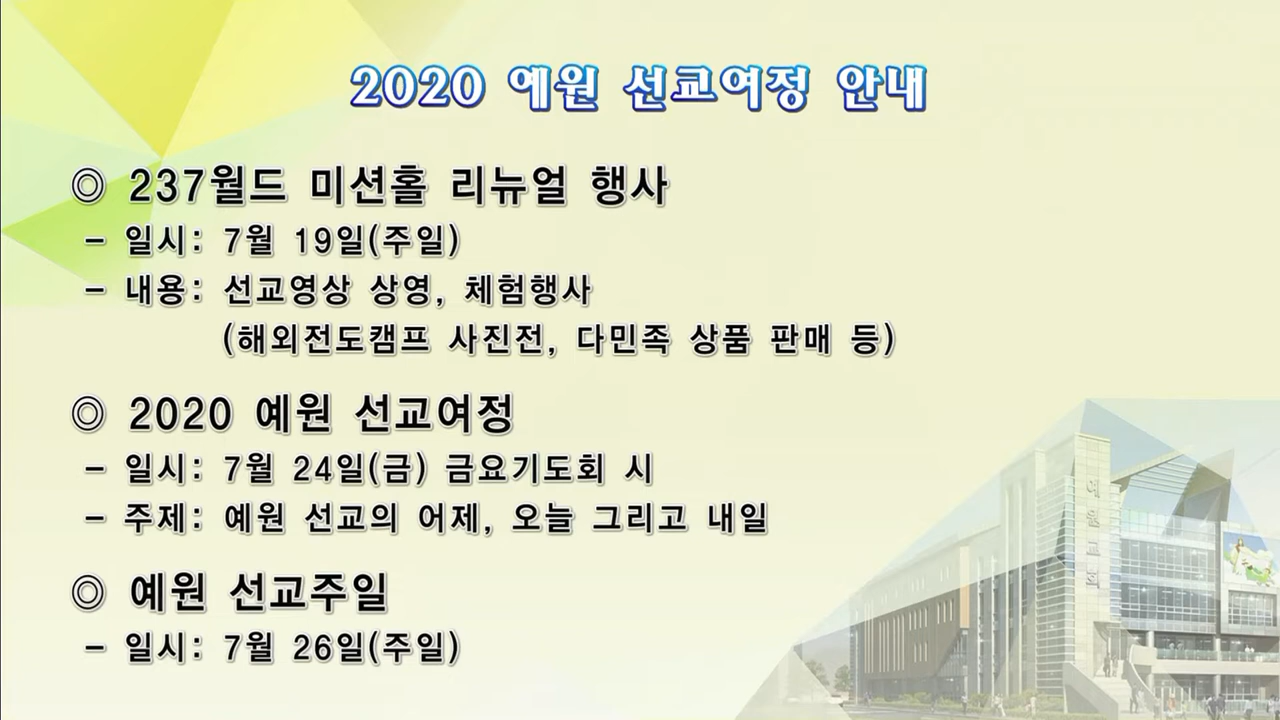 2020 예원 선교여정 안내
◎ 237월드 미션홀 리뉴얼 행사
- 일시: 7월 19일(주일)
- 내용: 선교영상 상영, 체험행사
(해외전도캠프 사진전, 다민족 상품 판매 등)
◎ 2020 예원 선교여정
- 일시: 7월 24일(금) 금요기도회 시
- 주제: 예원 선교의 어제, 오늘 그리고 내일
◎ 예원 선교주일
- 일시: 7월 26일(주일)
예원교회